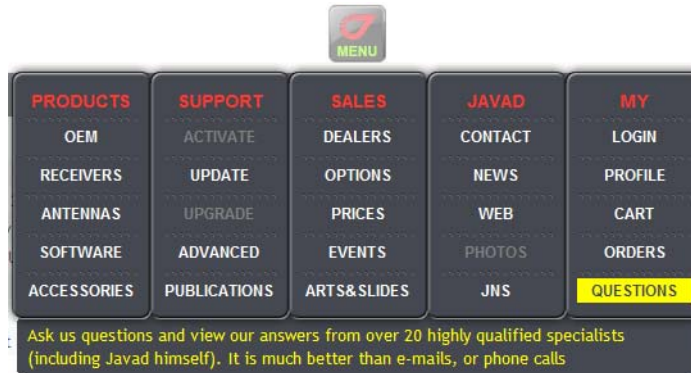 MENU
PRODUCTS SUPPORT SALES JAVAD MY
OEM ACTIVATE DEALERS CONTACT LOGIN
RECEIVERS UPDATE OPTIONS NEWS PROFILE
ANTENNAS UPGRADE PRICES WEB CART
SOFTWARE ADVANCED EVENTS PHOTOS ORDERS
ACCESSORIES PUBLICATIONS ARTS&SLIDES JNS QUESTIONS
Ask us questions and view our answers from over 20 highly qualified specialists
(including Javad himself). It is much better than e-mails, or phone calls